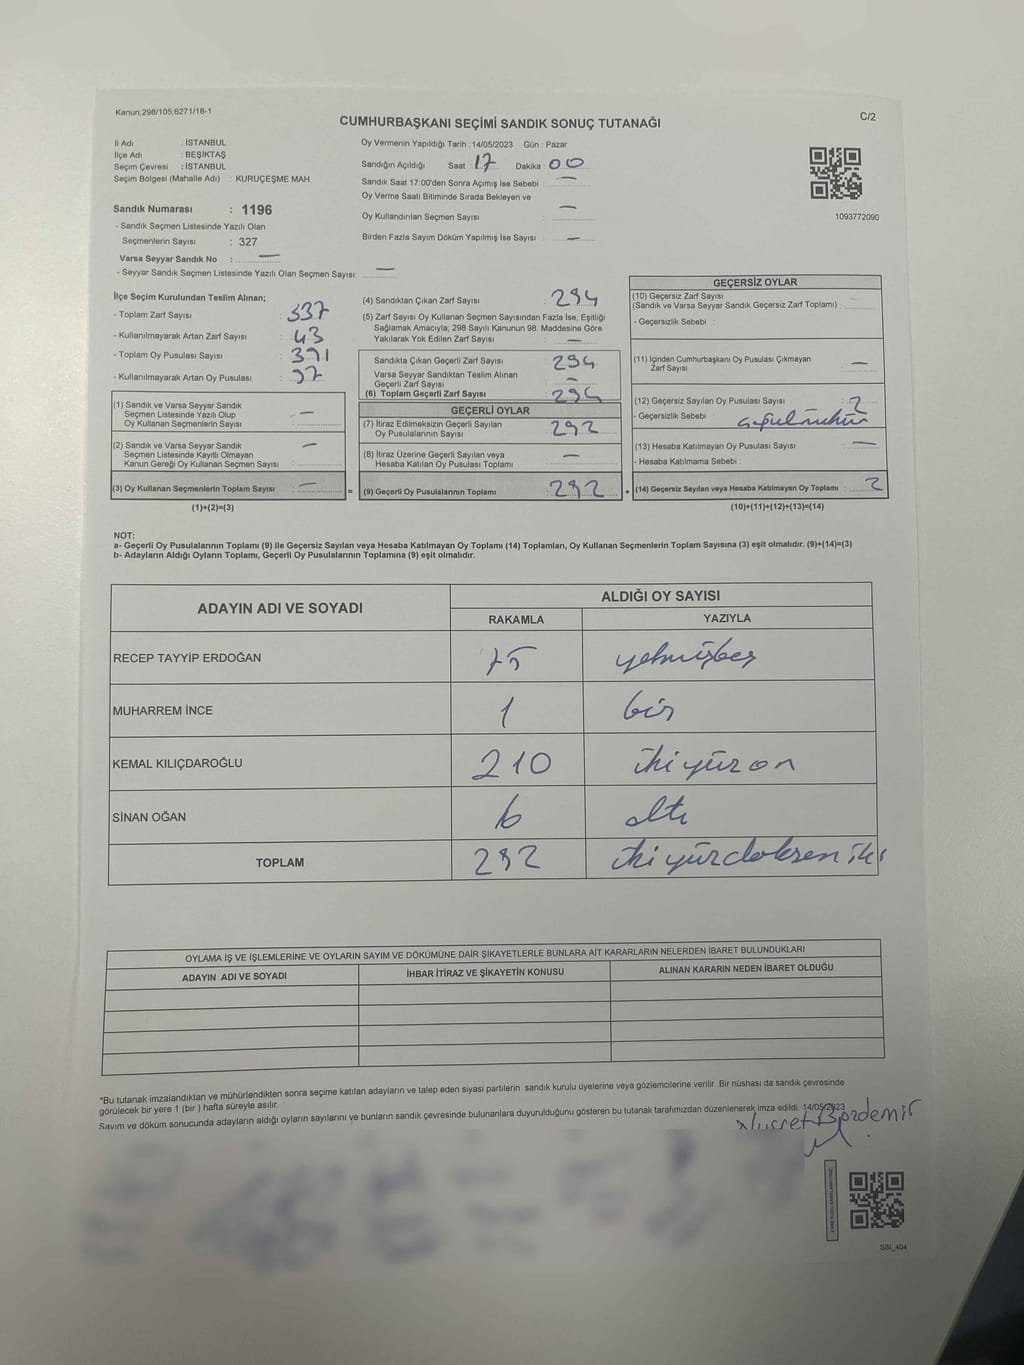 Kanun;298/105,6271/18-1
C/2
CUMHURBAŞKANI SEÇİMİ SANDIK SONUÇ TUTANAĞI
İli Adı : İSTANBUL
İlçe Adı : BEŞİKTAŞ
Seçim Çevresi : İSTANBUL
Seçim Bölgesi (Mahalle Adı) : KURUÇEŞME MAH
Sandık Numarası : 1196
- Sandık Seçmen Listesinde Yazılı Olan
Seçmenlerin Sayısı : 327
Varsa Seyyar Sandık No : —
- Seyyar Sandık Seçmen Listesinde Yazılı Olan Seçmen Sayısı: —
Oy Vermenin Yapıldığı Tarih : 14/05/2023 Gün : Pazar
Sandığın Açıldığı Saat : 17 Dakika : 00
Sandık Saat 17:00'den Sonra Açımış İse Sebebi : —
Oy Verme Saati Bitiminde Sırada Bekleyen ve
Oy Kullandırılan Seçmen Sayısı : —
Birden Fazla Sayım Döküm Yapılmış İse Sayısı : —
1093772090
İlçe Seçim Kurulundan Teslim Alınan;
- Toplam Zarf Sayısı : 337
- Kullanılmayarak Artan Zarf Sayısı : 43
- Toplam Oy Pusulası Sayısı : 391
- Kullanılmayarak Artan Oy Pusulası : 97
(1) Sandık ve Varsa Seyyar Sandık
Seçmen Listesinde Yazılı Olup
Oy Kullanan Seçmenlerin Sayısı : —
(2) Sandık ve Varsa Seyyar Sandık
Seçmen Listesinde Kayıtlı Olmayan
Kanun Gereği Oy Kullanan Seçmen Sayısı : —
(3) Oy Kullanan Seçmenlerin Toplam Sayısı : —
(1)+(2)=(3)
=
(4) Sandıktan Çıkan Zarf Sayısı : 294
(5) Zarf Sayısı Oy Kullanan Seçmen Sayısından Fazla İse, Eşitliği
Sağlamak Amacıyla; 298 Sayılı Kanunun 98. Maddesine Göre
Yakılarak Yok Edilen Zarf Sayısı : —
Sandıkta Çıkan Geçerli Zarf Sayısı : 294
Varsa Seyyar Sandıktan Teslim Alınan
Geçerli Zarf Sayısı : —
(6) Toplam Geçerli Zarf Sayısı : 294
GEÇERLİ OYLAR
(7) İtiraz Edilmeksizin Geçerli Sayılan
Oy Pusulalarının Sayısı : 292
(8) İtiraz Üzerine Geçerli Sayılan veya
Hesaba Katılan Oy Pusulası Toplamı : —
(9) Geçerli Oy Pusulalarının Toplamı : 292
+
GEÇERSİZ OYLAR
(10) Geçersiz Zarf Sayısı
(Sandık ve Varsa Seyyar Sandık Geçersiz Zarf Toplamı) :
- Geçersizlik Sebebi :
(11) İçinden Cumhurbaşkanı Oy Pusulası Çıkmayan
Zarf Sayısı : —
(12) Geçersiz Sayılan Oy Pusulası Sayısı : 2
- Geçersizlik Sebebi :
(13) Hesaba Katılmayan Oy Pusulası Sayısı : —
- Hesaba Katılmama Sebebi :
(14) Geçersiz Sayılan veya Hesaba Katılmayan Oy Toplamı : 2
(10)+(11)+(12)+(13)=(14)
NOT:
a- Geçerli Oy Pusulalarının Toplamı (9) ile Geçersiz Sayılan veya Hesaba Katılmayan Oy Toplamı (14) Toplamları, Oy Kullanan Seçmenlerin Toplam Sayısına (3) eşit olmalıdır. (9)+(14)=(3)
b- Adayların Aldığı Oyların Toplamı, Geçerli Oy Pusulalarının Toplamına (9) eşit olmalıdır.
ADAYIN ADI VE SOYADI
ALDIĞI OY SAYISI
RAKAMLA YAZIYLA
RECEP TAYYİP ERDOĞAN 75 yetmişbeş
MUHARREM İNCE 1 bir
KEMAL KILIÇDAROĞLU 210 ikiyüz on
SİNAN OĞAN 6 altı
TOPLAM 292 ikiyüzdoksan iki
OYLAMA İŞ VE İŞLEMLERİNE VE OYLARIN SAYIM VE DÖKÜMÜNE DAİR ŞİKAYETLERLE BUNLARA AİT KARARLARIN NELERDEN İBARET BULUNDUKLARI
ADAYIN ADI VE SOYADI İHBAR İTİRAZ VE ŞİKAYETİN KONUSU ALINAN KARARIN NEDEN İBARET OLDUĞU
*Bu tutanak imzalandıktan ve mühürlendikten sonra seçime katılan adayların ve talep eden siyasi partilerin sandık kurulu üyelerine veya gözlemcilerine verilir .Bir nüshası da sandık çevresinde
görülecek bir yere 1 (bir ) hafta süreyle asılır.
Sayım ve döküm sonucunda adayların aldığı oyların sayılarını ve bunların sandık çevresinde bulunanlara duyurulduğunu gösteren bu tutanak tarafımızdan düzenlenerek imza edildi. 14/05/2023
SSI_404